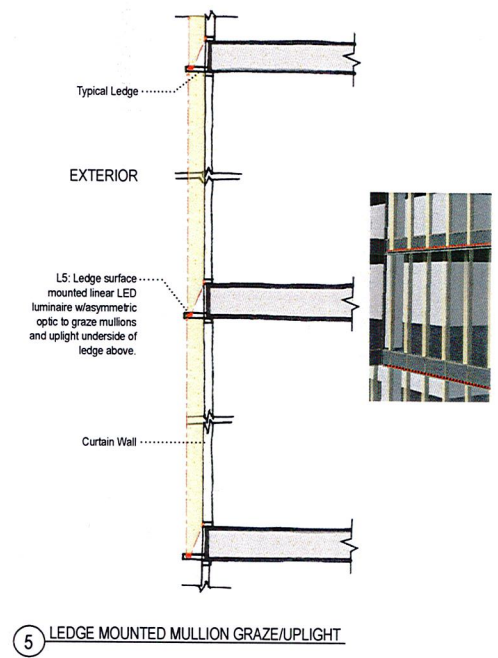 Typical Ledge
EXTERIOR
L5: Ledge surface
mounted linear LED
luminaire w/asymmetric
optic to graze mullions
and uplight underside of
ledge above.
Curtain Wall
5 LEDGE MOUNTED MULLION GRAZE/UPLIGHT